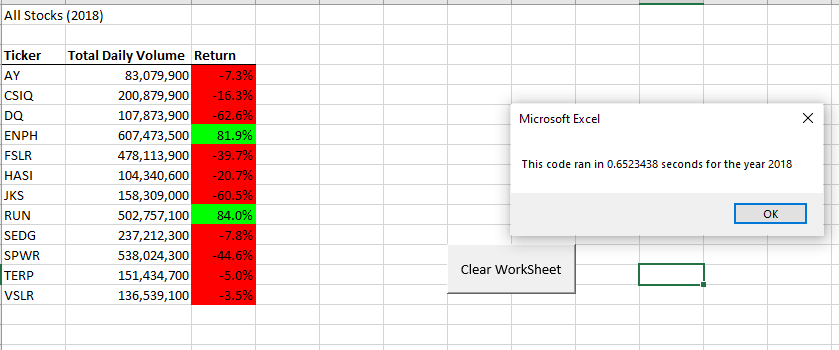 All Stocks (2018)
Ticker Total Daily Volume Return
AY 83,079,900 -7.3%
CSIQ 200,879,900 -16.3%
DQ 107,873,900 -62.6%
ENPH 607,473,500 81.9%
FSLR 478,113,900 -39.7%
HASI 104,340,600 -20.7%
JKS 158,309,000 -60.5%
RUN 502,757,100 84.0%
SEDG 237,212,300 -7.8%
SPWR 538,024,300 -44.6%
TERP 151,434,700 -5.0%
VSLR 136,539,100 -3.5%
Microsoft Excel
This code ran in 0.6523438 seconds for the year 2018
OK
Clear WorkSheet